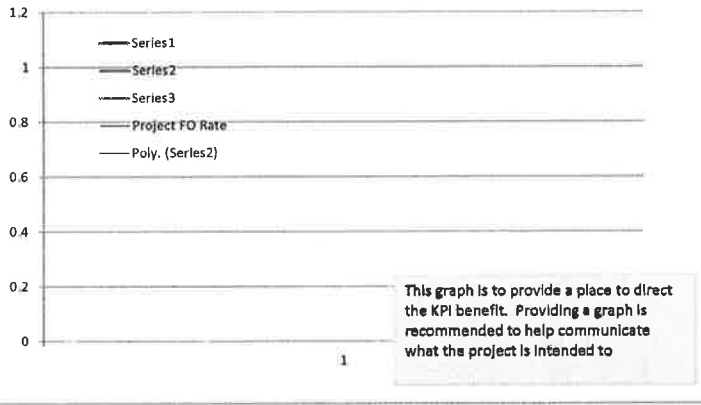 1.2
Series1
1
Series2
Series3
0.8
Project FO Rate
Poly. (Series2)
0.6
0.4
0.2
This graph is to provide a place to direct
the KPI benefit. Providing a graph is
recommended to help communicate
what the project is intended to
0
1